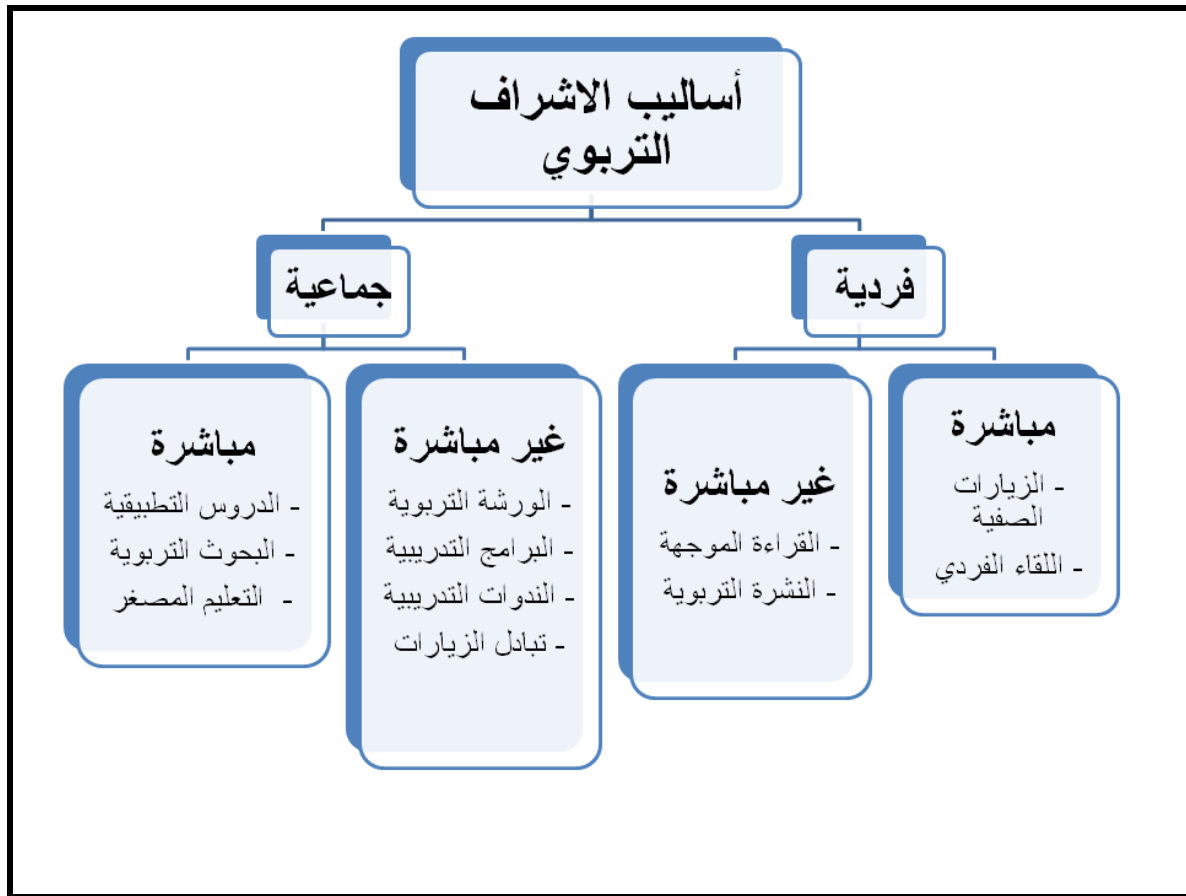 أساليب الاشراف
التربوي
فردية
جماعية
مباشرة
- الزيارات
الصفية
- اللقاء الفردي
غير مباشرة
- القراءة الموجهة
- النشرة التربوية
غير مباشرة
- الورشة التربوية
- البرامج التدريبية
- الندوات التدريبية
- تبادل الزيارات
مباشرة
- الدروس التطبيقية
- البحوث التربوية
- التعليم المصغر